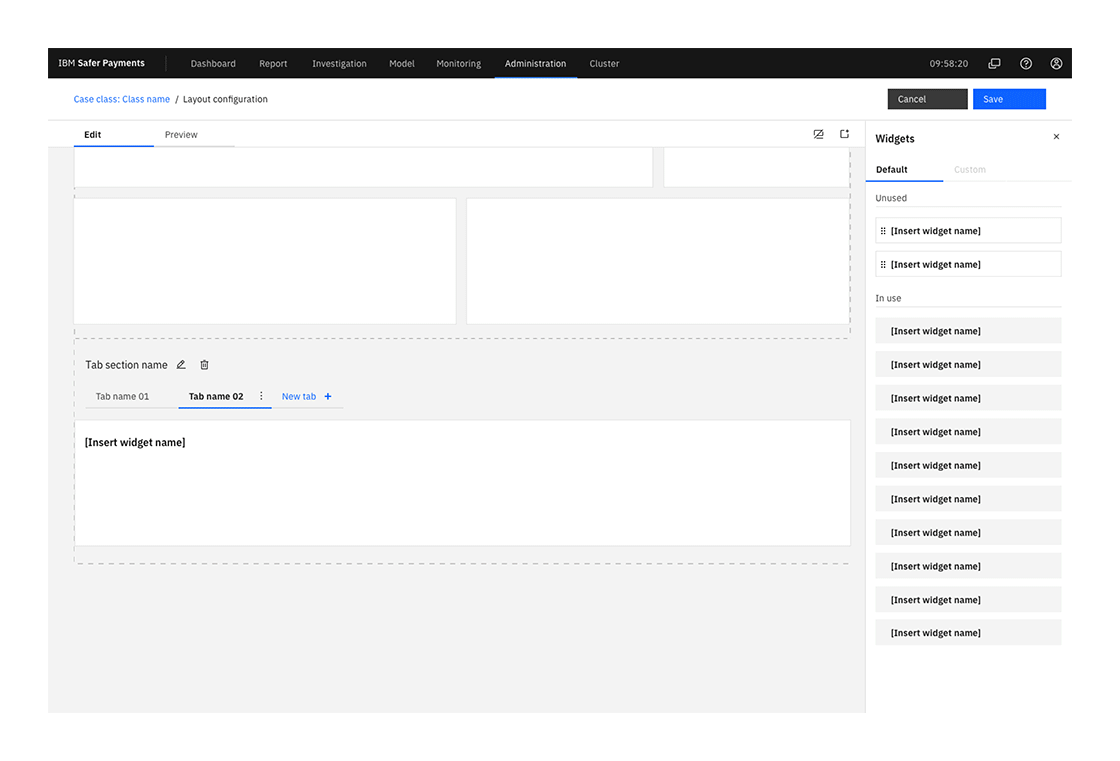 IBM Safer Payments Dashboard Report Investigation Model Monitoring Administration Cluster 09:58:20
Case class: Class name / Layout configuration
Cancel Save
Edit Preview
Tab section name
Tab name 01 Tab name 02 New tab +
[Insert widget name]
Widgets
Default Custom
Unused
[Insert widget name]
[Insert widget name]
In use
[Insert widget name]
[Insert widget name]
[Insert widget name]
[Insert widget name]
[Insert widget name]
[Insert widget name]
[Insert widget name]
[Insert widget name]
[Insert widget name]
[Insert widget name]